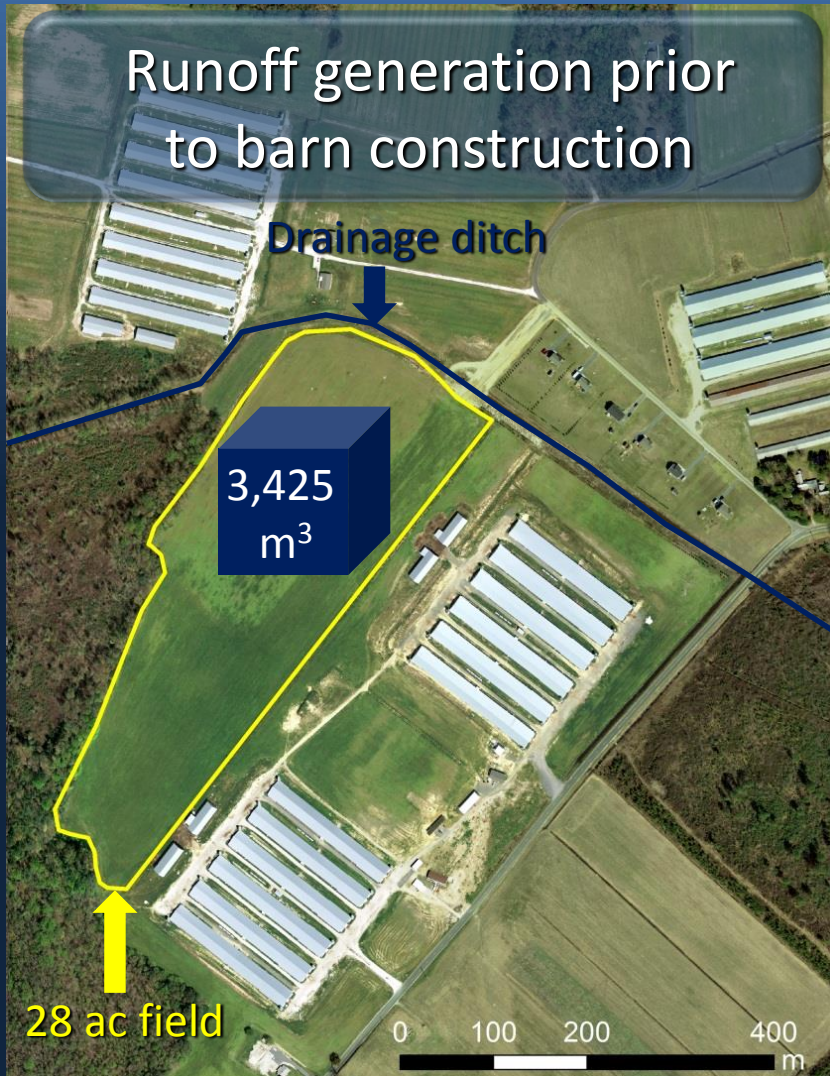 Runoff generation prior
to barn construction
Drainage ditch
3,425
m³
28 ac field
0 100 200 400
m